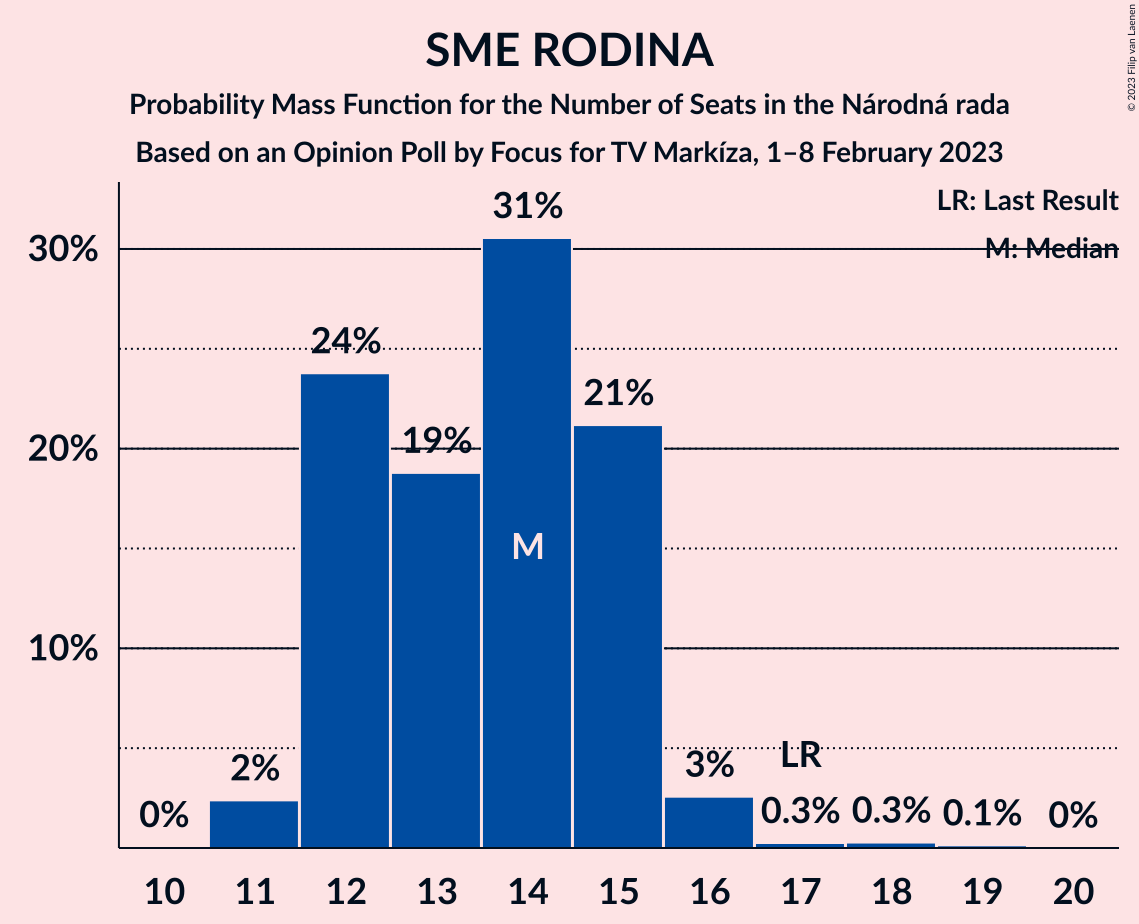 SME RODINA
Probability Mass Function for the Number of Seats in the Národná rada
Based on an Opinion Poll by Focus for TV Markíza, 1–8 February 2023
© 2023 Filip van Laenen
LR: Last Result
M: Median
30%
20%
10%
0%
2%
24%
19%
31%
M
21%
3%
LR
0.3%
0.3%
0.1%
0%
10 11 12 13 14 15 16 17 18 19 20